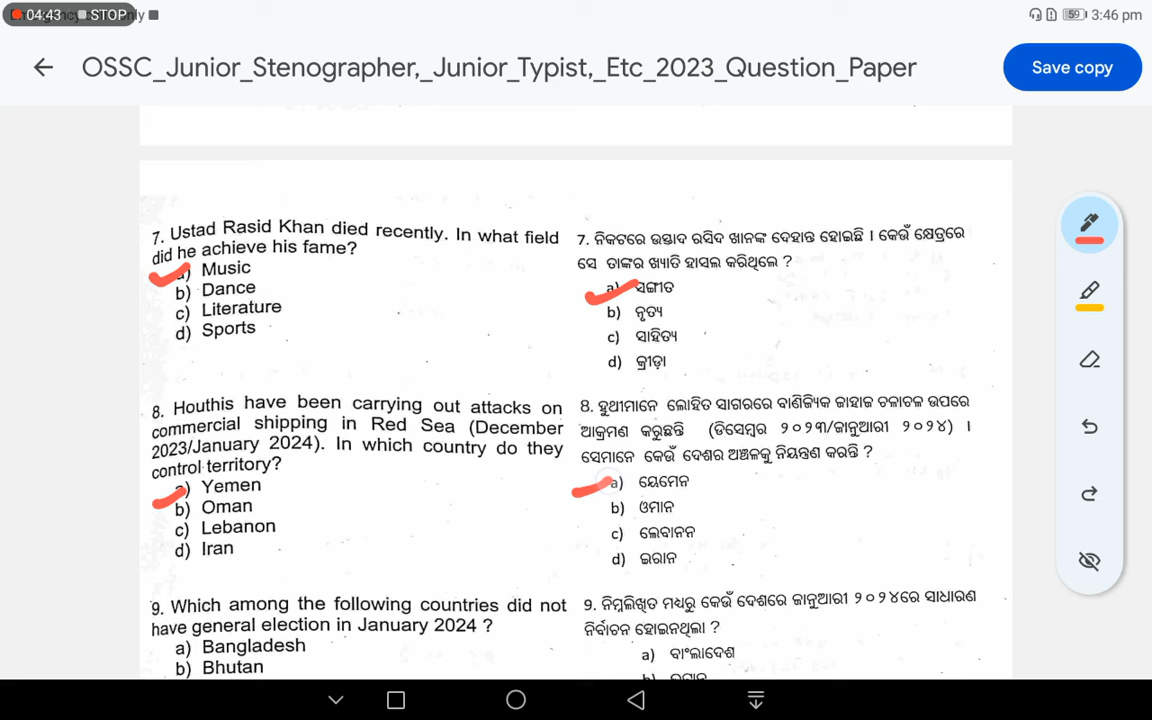 04:43 STOP
59 3:46 pm
OSSC_Junior_Stenographer,_Junior_Typist,_Etc_2023_Question_Paper
Save copy
7. Ustad Rasid Khan died recently. In what field
did he achieve his fame?
a) Music
b) Dance
c) Literature
d) Sports
8. Houthis have been carrying out attacks on
commercial shipping in Red Sea (December
2023/January 2024). In which country do they
control territory?
a) Yemen
b) Oman
c) Lebanon
d) Iran
9. Which among the following countries did not
have general election in January 2024 ?
a) Bangladesh
b) Bhutan
7. ନିକଟରେ ଉସ୍ତାଦ ରସିଦ ଖାନଙ୍କ ଦେହାନ୍ତ ହୋଇଛି । କେଉଁ କ୍ଷେତ୍ରରେ
ସେ ତାଙ୍କର ଖ୍ୟାତି ହାସଲ କରିଥିଲେ ?
a) ସଙ୍ଗୀତ
b) ନୃତ୍ୟ
c) ସାହିତ୍ୟ
d) କ୍ରୀଡ଼ା
8. ହୁଥୀମାନେ ଲୋହିତ ସାଗରରେ ବାଣିଜ୍ୟିକ ଜାହାଜ ଚଳାଚଳ ଉପରେ
ଆକ୍ରମଣ କରୁଛନ୍ତି (ଡିସେମ୍ବର ୨୦୨୩/ଜାନୁଆରୀ ୨୦୨୪) ।
ସେମାନେ କେଉଁ ଦେଶର ଅଞ୍ଚଳକୁ ନିୟନ୍ତ୍ରଣ କରନ୍ତି ?
a) ୟେମେନ
b) ଓମାନ
c) ଲେବାନନ
d) ଇରାନ
9. ନିମ୍ନଲିଖିତ ମଧ୍ୟରୁ କେଉଁ ଦେଶରେ ଜାନୁଆରୀ ୨୦୨୪ରେ ସାଧାରଣ
ନିର୍ବାଚନ ହୋଇନଥିଲା ?
a) ବାଂଲାଦେଶ